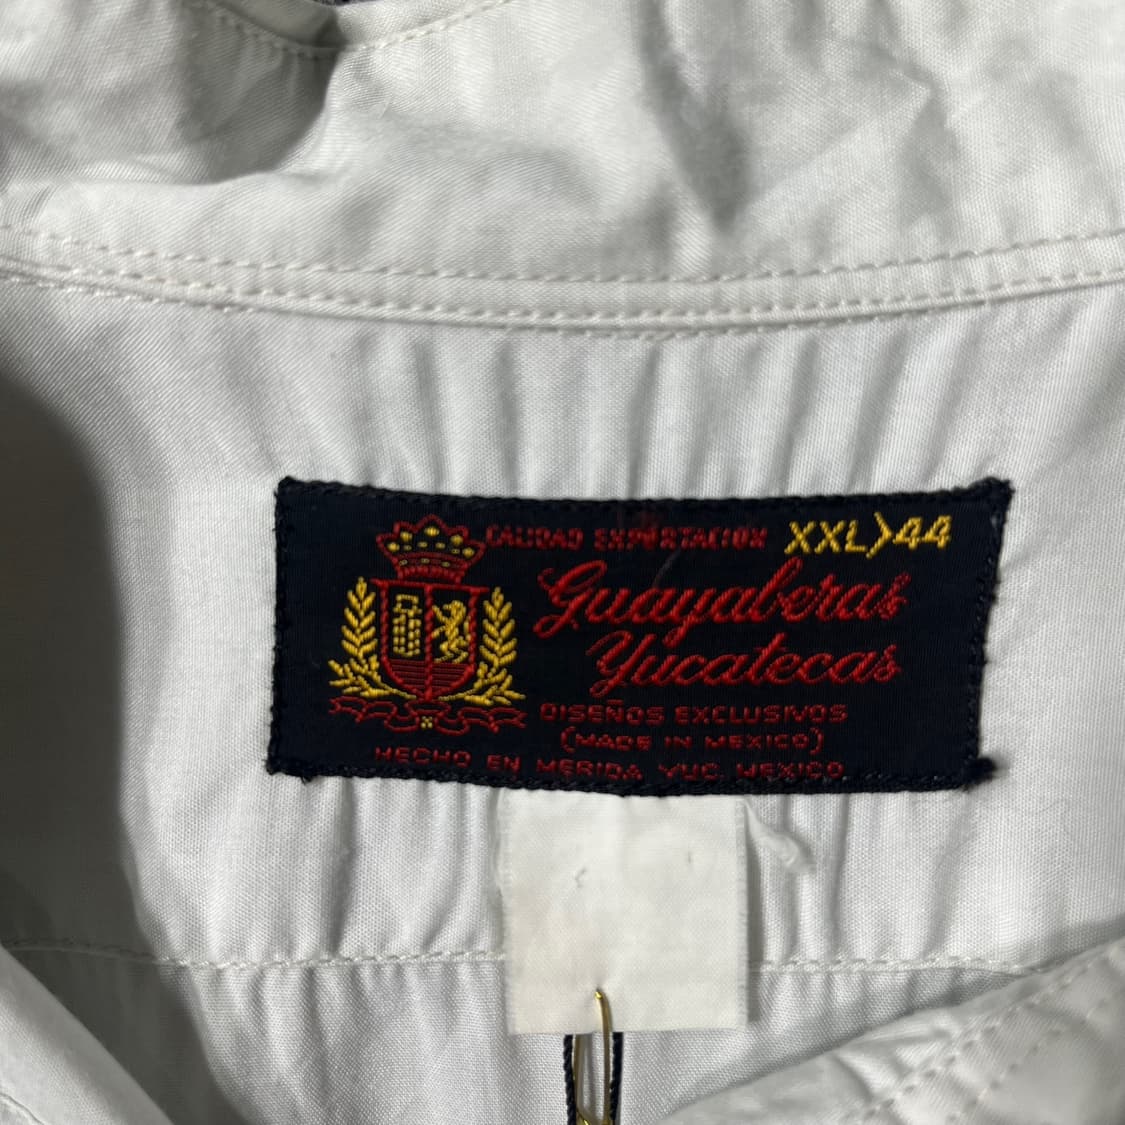 CALIDAD EXPORTACION XXL>44
Guayaberas
Yucatecas
DISEÑOS EXCLUSIVOS
(MADE IN MEXICO)
HECHO EN MERIDA YUC. MEXICO